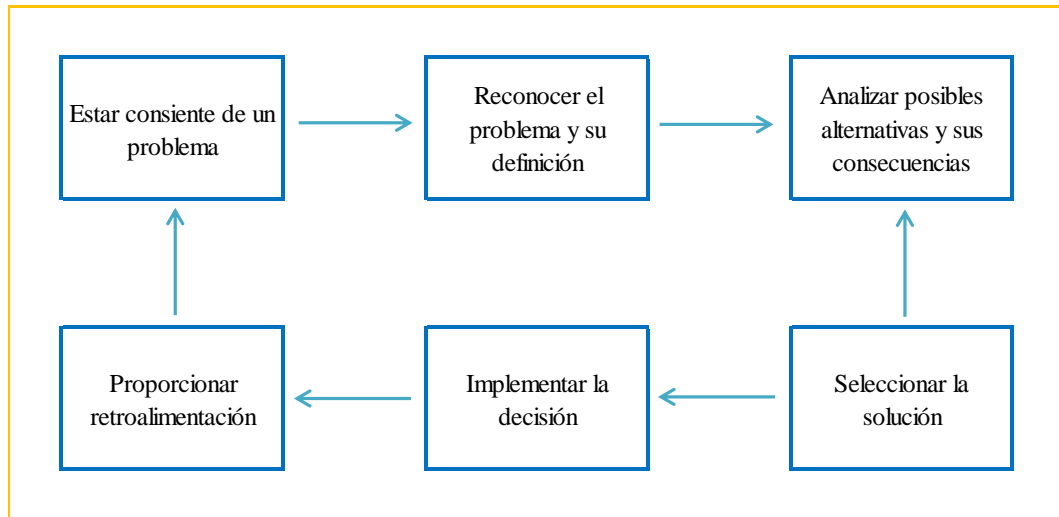 Estar consiente de un
problema
Reconocer el
problema y su
definición
Analizar posibles
alternativas y sus
consecuencias
Proporcionar
retroalimentación
Implementar la
decisión
Seleccionar la
solución